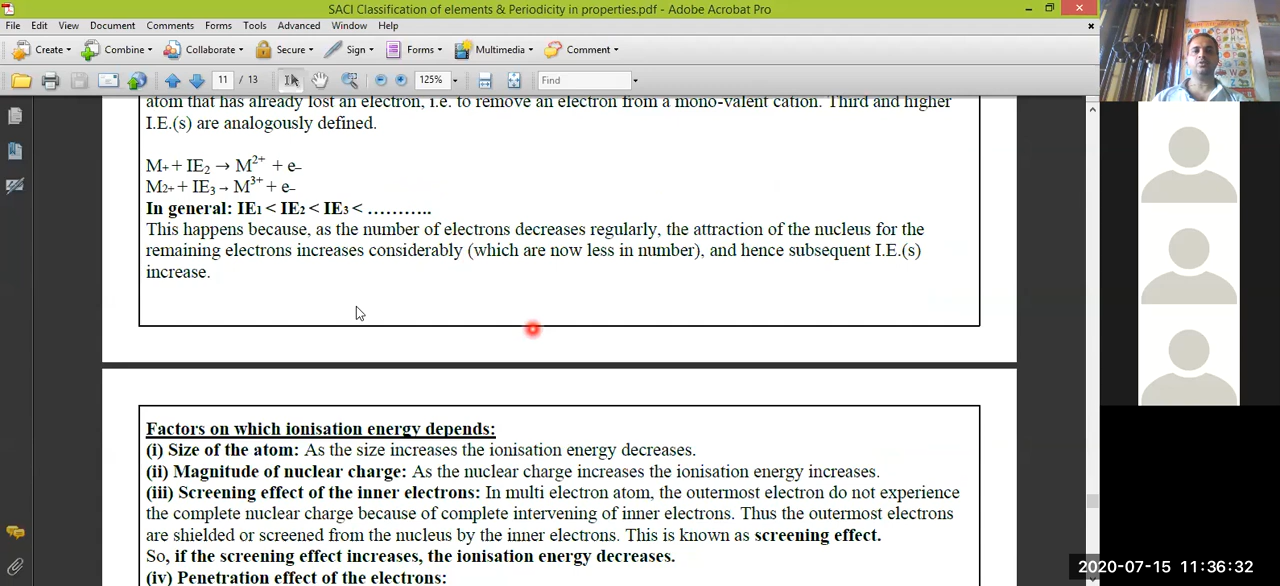 SACI Classification of elements & Periodicity in properties.pdf - Adobe Acrobat Pro
File Edit View Document Comments Forms Tools Advanced Window Help
Create Combine Collaborate Secure Sign Forms Multimedia Comment
11 / 13 125% Find
atom that has already lost an electron, i.e. to remove an electron from a mono-valent cation. Third and higher
I.E.(s) are analogously defined.
M+ + IE2 → M2+ + e–
M2+ + IE3 → M3+ + e–
In general: IE1 < IE2 < IE3 < ………..
This happens because, as the number of electrons decreases regularly, the attraction of the nucleus for the
remaining electrons increases considerably (which are now less in number), and hence subsequent I.E.(s)
increase.
Factors on which ionisation energy depends:
(i) Size of the atom: As the size increases the ionisation energy decreases.
(ii) Magnitude of nuclear charge: As the nuclear charge increases the ionisation energy increases.
(iii) Screening effect of the inner electrons: In multi electron atom, the outermost electron do not experience
the complete nuclear charge because of complete intervening of inner electrons. Thus the outermost electrons
are shielded or screened from the nucleus by the inner electrons. This is known as screening effect.
So, if the screening effect increases, the ionisation energy decreases.
(iv) Penetration effect of the electrons:
2020-07-15 11:36:32